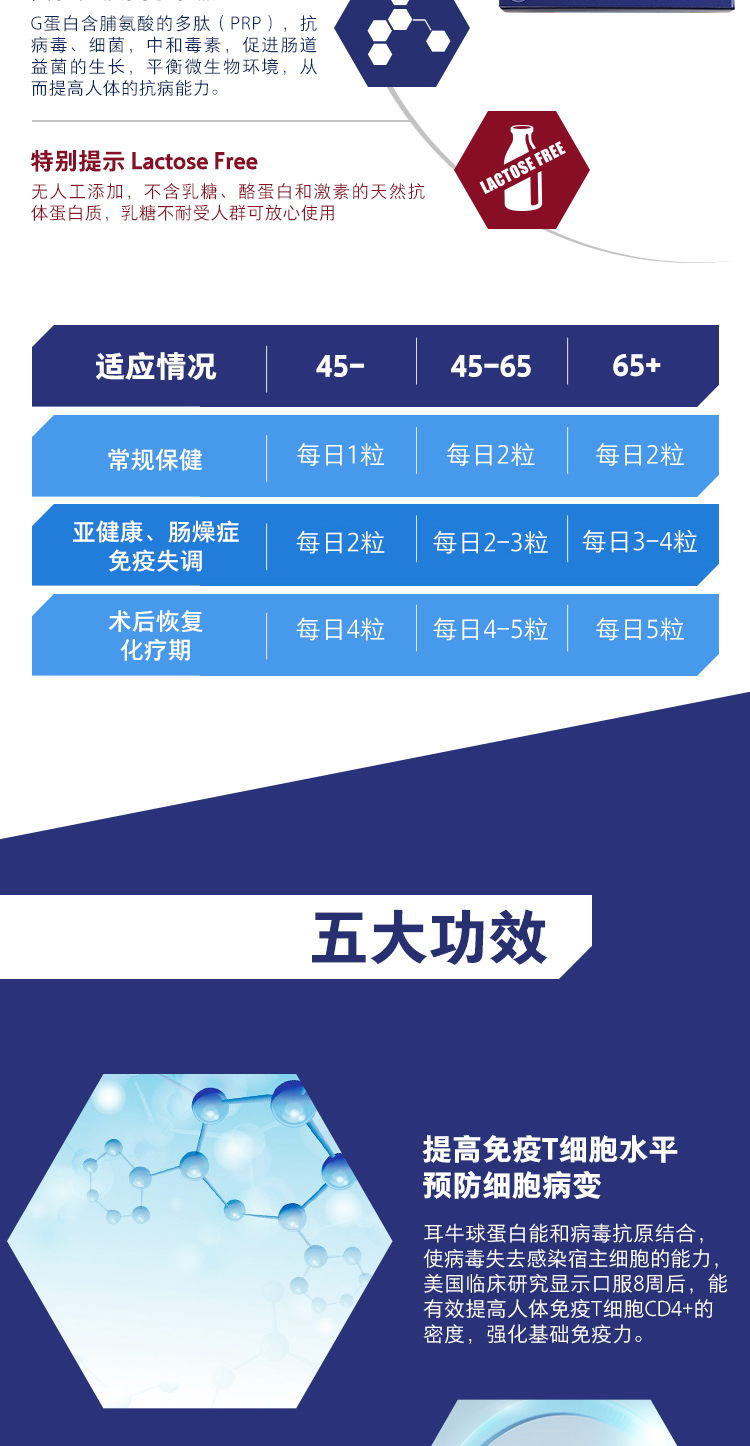 G蛋白含脯氨酸的多肽（PRP），抗
病毒、细菌，中和毒素，促进肠道
益菌的生长，平衡微生物环境，从
而提高人体的抗病能力。
特别提示 Lactose Free
无人工添加，不含乳糖、酪蛋白和激素的天然抗
体蛋白质，乳糖不耐受人群可放心使用
LACTOSE FREE
适应情况 45- 45-65 65+
常规保健 每日1粒 每日2粒 每日2粒
亚健康、肠燥症
免疫失调 每日2粒 每日2-3粒 每日3-4粒
术后恢复
化疗期 每日4粒 每日4-5粒 每日5粒
五大功效
提高免疫T细胞水平
预防细胞病变
耳牛球蛋白能和病毒抗原结合，
使病毒失去感染宿主细胞的能力，
美国临床研究显示口服8周后，能
有效提高人体免疫T细胞CD4+的
密度，强化基础免疫力。